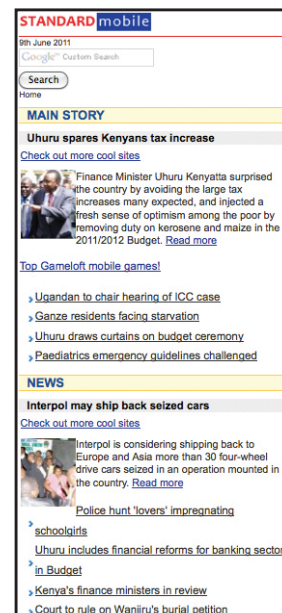 STANDARD mobile
9th June 2011
Google™ Custom Search
Search
Home
MAIN STORY
Uhuru spares Kenyans tax increase
Check out more cool sites
Finance Minister Uhuru Kenyatta surprised
the country by avoiding the large tax
increases many expected, and injected a
fresh sense of optimism among the poor by
removing duty on kerosene and maize in the
2011/2012 Budget. Read more
Top Gameloft mobile games!
Ugandan to chair hearing of ICC case
Ganze residents facing starvation
Uhuru draws curtains on budget ceremony
Paediatrics emergency guidelines challenged
NEWS
Interpol may ship back seized cars
Check out more cool sites
Interpol is considering shipping back to
Europe and Asia more than 30 four-wheel
drive cars seized in an operation mounted in
the country. Read more
Police hunt 'lovers' impregnating
schoolgirls
Uhuru includes financial reforms for banking sector
in Budget
Kenya's finance ministers in review
Court to rule on Wanjiru's burial petition